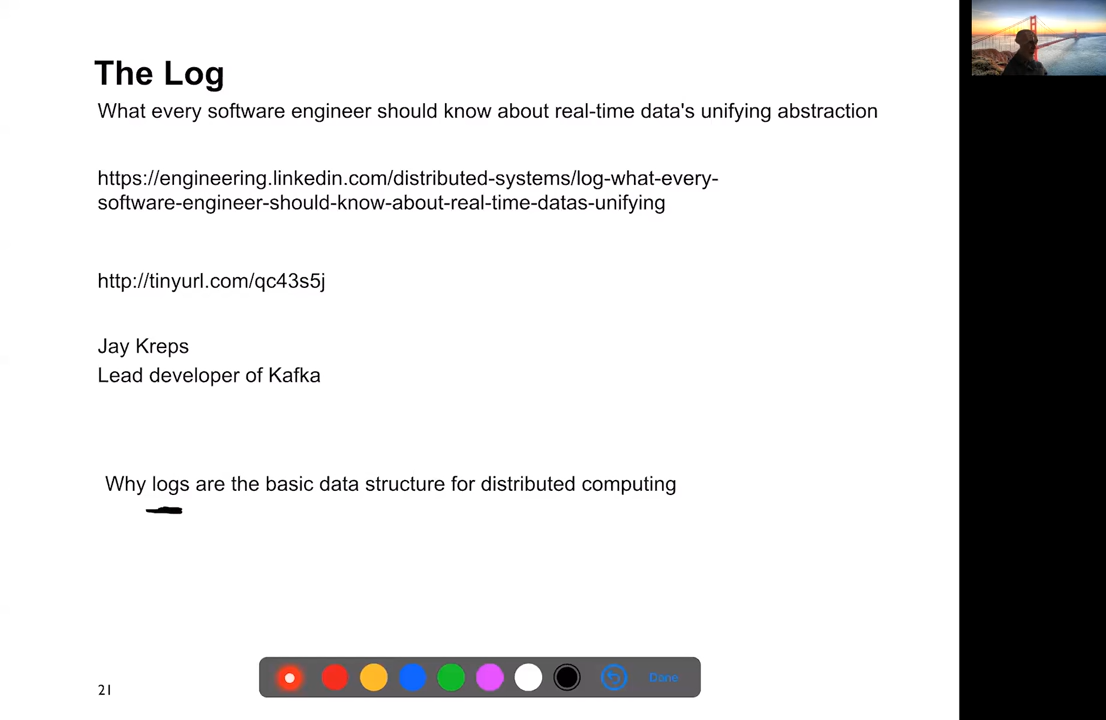 The Log
What every software engineer should know about real-time data's unifying abstraction
https://engineering.linkedin.com/distributed-systems/log-what-every-
software-engineer-should-know-about-real-time-datas-unifying
http://tinyurl.com/qc43s5j
Jay Kreps
Lead developer of Kafka
Why logs are the basic data structure for distributed computing
21
Done